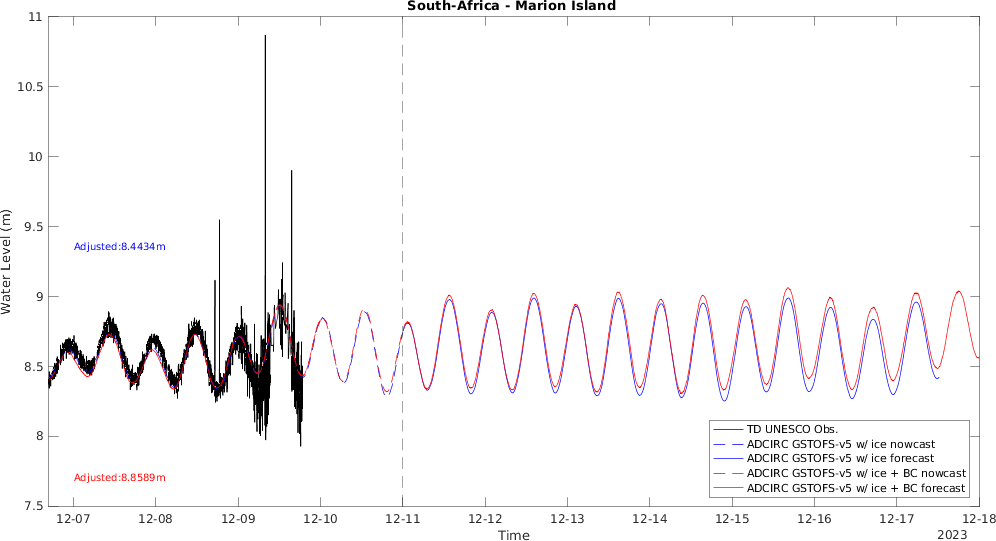 South-Africa - Marion Island
11
10.5
10
9.5
9
8.5
8
7.5
Water Level (m)
Adjusted:8.4434m
Adjusted:8.8589m
TD UNESCO Obs.
ADCIRC GSTOFS-v5 w/ ice nowcast
ADCIRC GSTOFS-v5 w/ ice forecast
ADCIRC GSTOFS-v5 w/ ice + BC nowcast
ADCIRC GSTOFS-v5 w/ ice + BC forecast
12-07 12-08 12-09 12-10 12-11 12-12 12-13 12-14 12-15 12-16 12-17 12-18
Time
2023